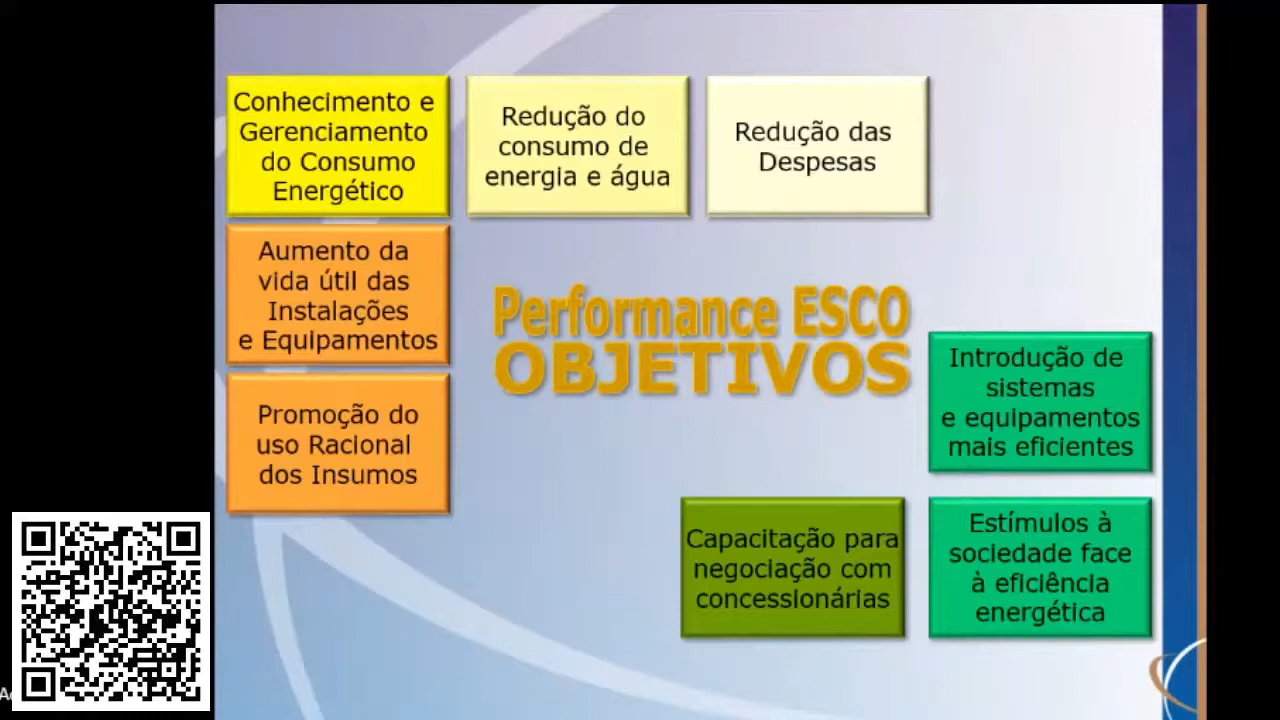 Conhecimento e
Gerenciamento
do Consumo
Energético
Redução do
consumo de
energia e água
Redução das
Despesas
Aumento da
vida útil das
Instalações
e Equipamentos
Performance ESCO
OBJETIVOS
Promoção do
uso Racional
dos Insumos
Introdução de
sistemas
e equipamentos
mais eficientes
Capacitação para
negociação com
concessionárias
Estímulos à
sociedade face
à eficiência
energética